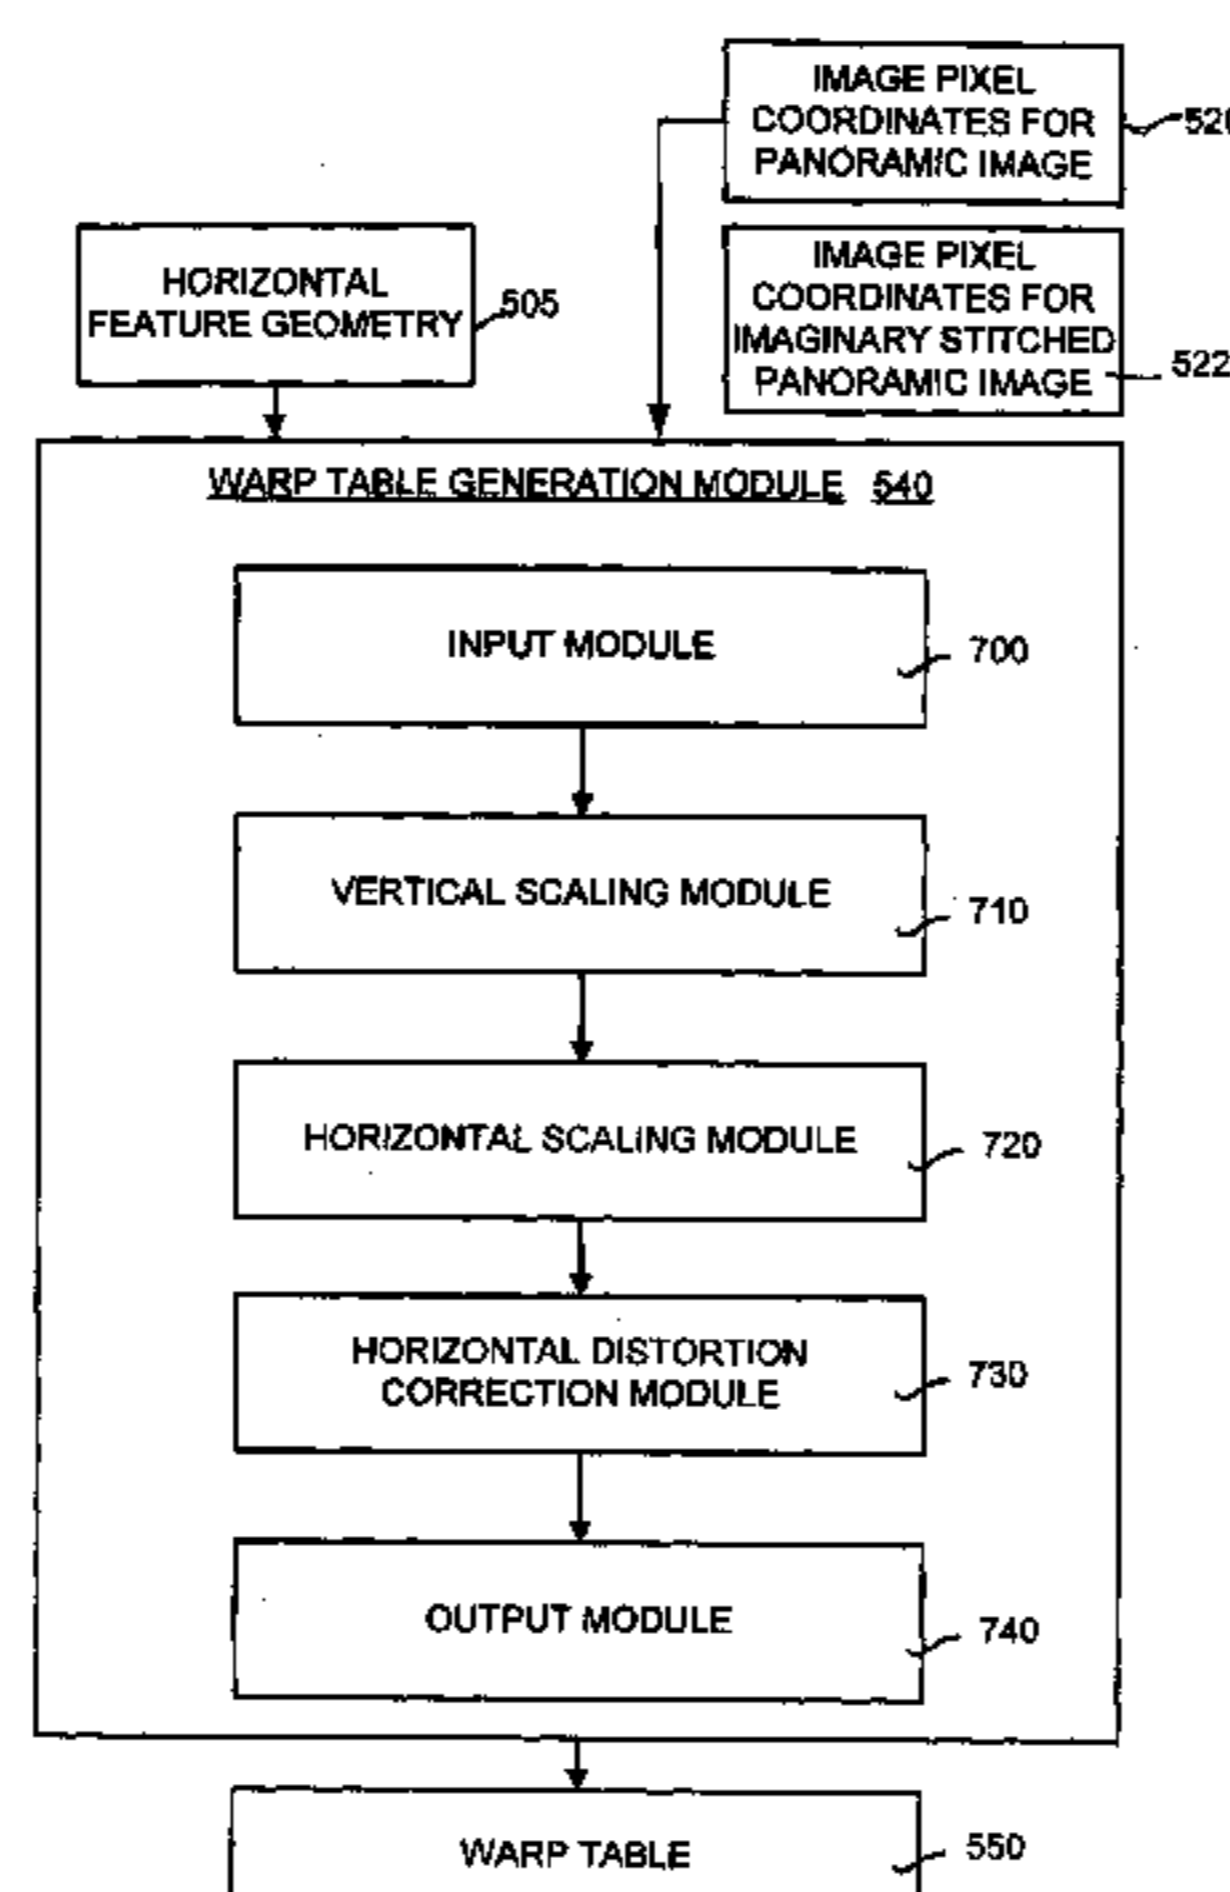 IMAGE PIXEL
COORDINATES FOR
PANORAMIC IMAGE
520
HORIZONTAL
FEATURE GEOMETRY
505
IMAGE PIXEL
COORDINATES FOR
IMAGINARY STITCHED
PANORAMIC IMAGE
522
WARP TABLE GENERATION MODULE 540
INPUT MODULE
700
VERTICAL SCALING MODULE
710
HORIZONTAL SCALING MODULE
720
HORIZONTAL DISTORTION
CORRECTION MODULE
730
OUTPUT MODULE
740
WARP TABLE
550